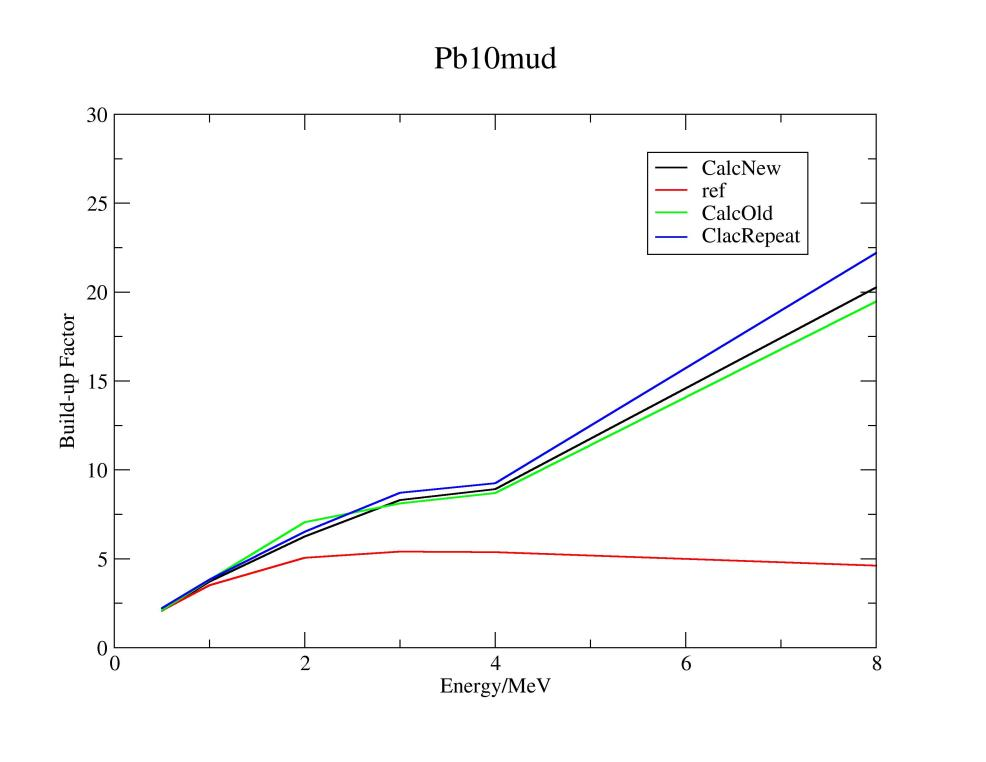 Pb10mud
30
25
20
15
10
5
0
Build-up Factor
CalcNew
ref
CalcOld
ClacRepeat
0 2 4 6 8
Energy/MeV